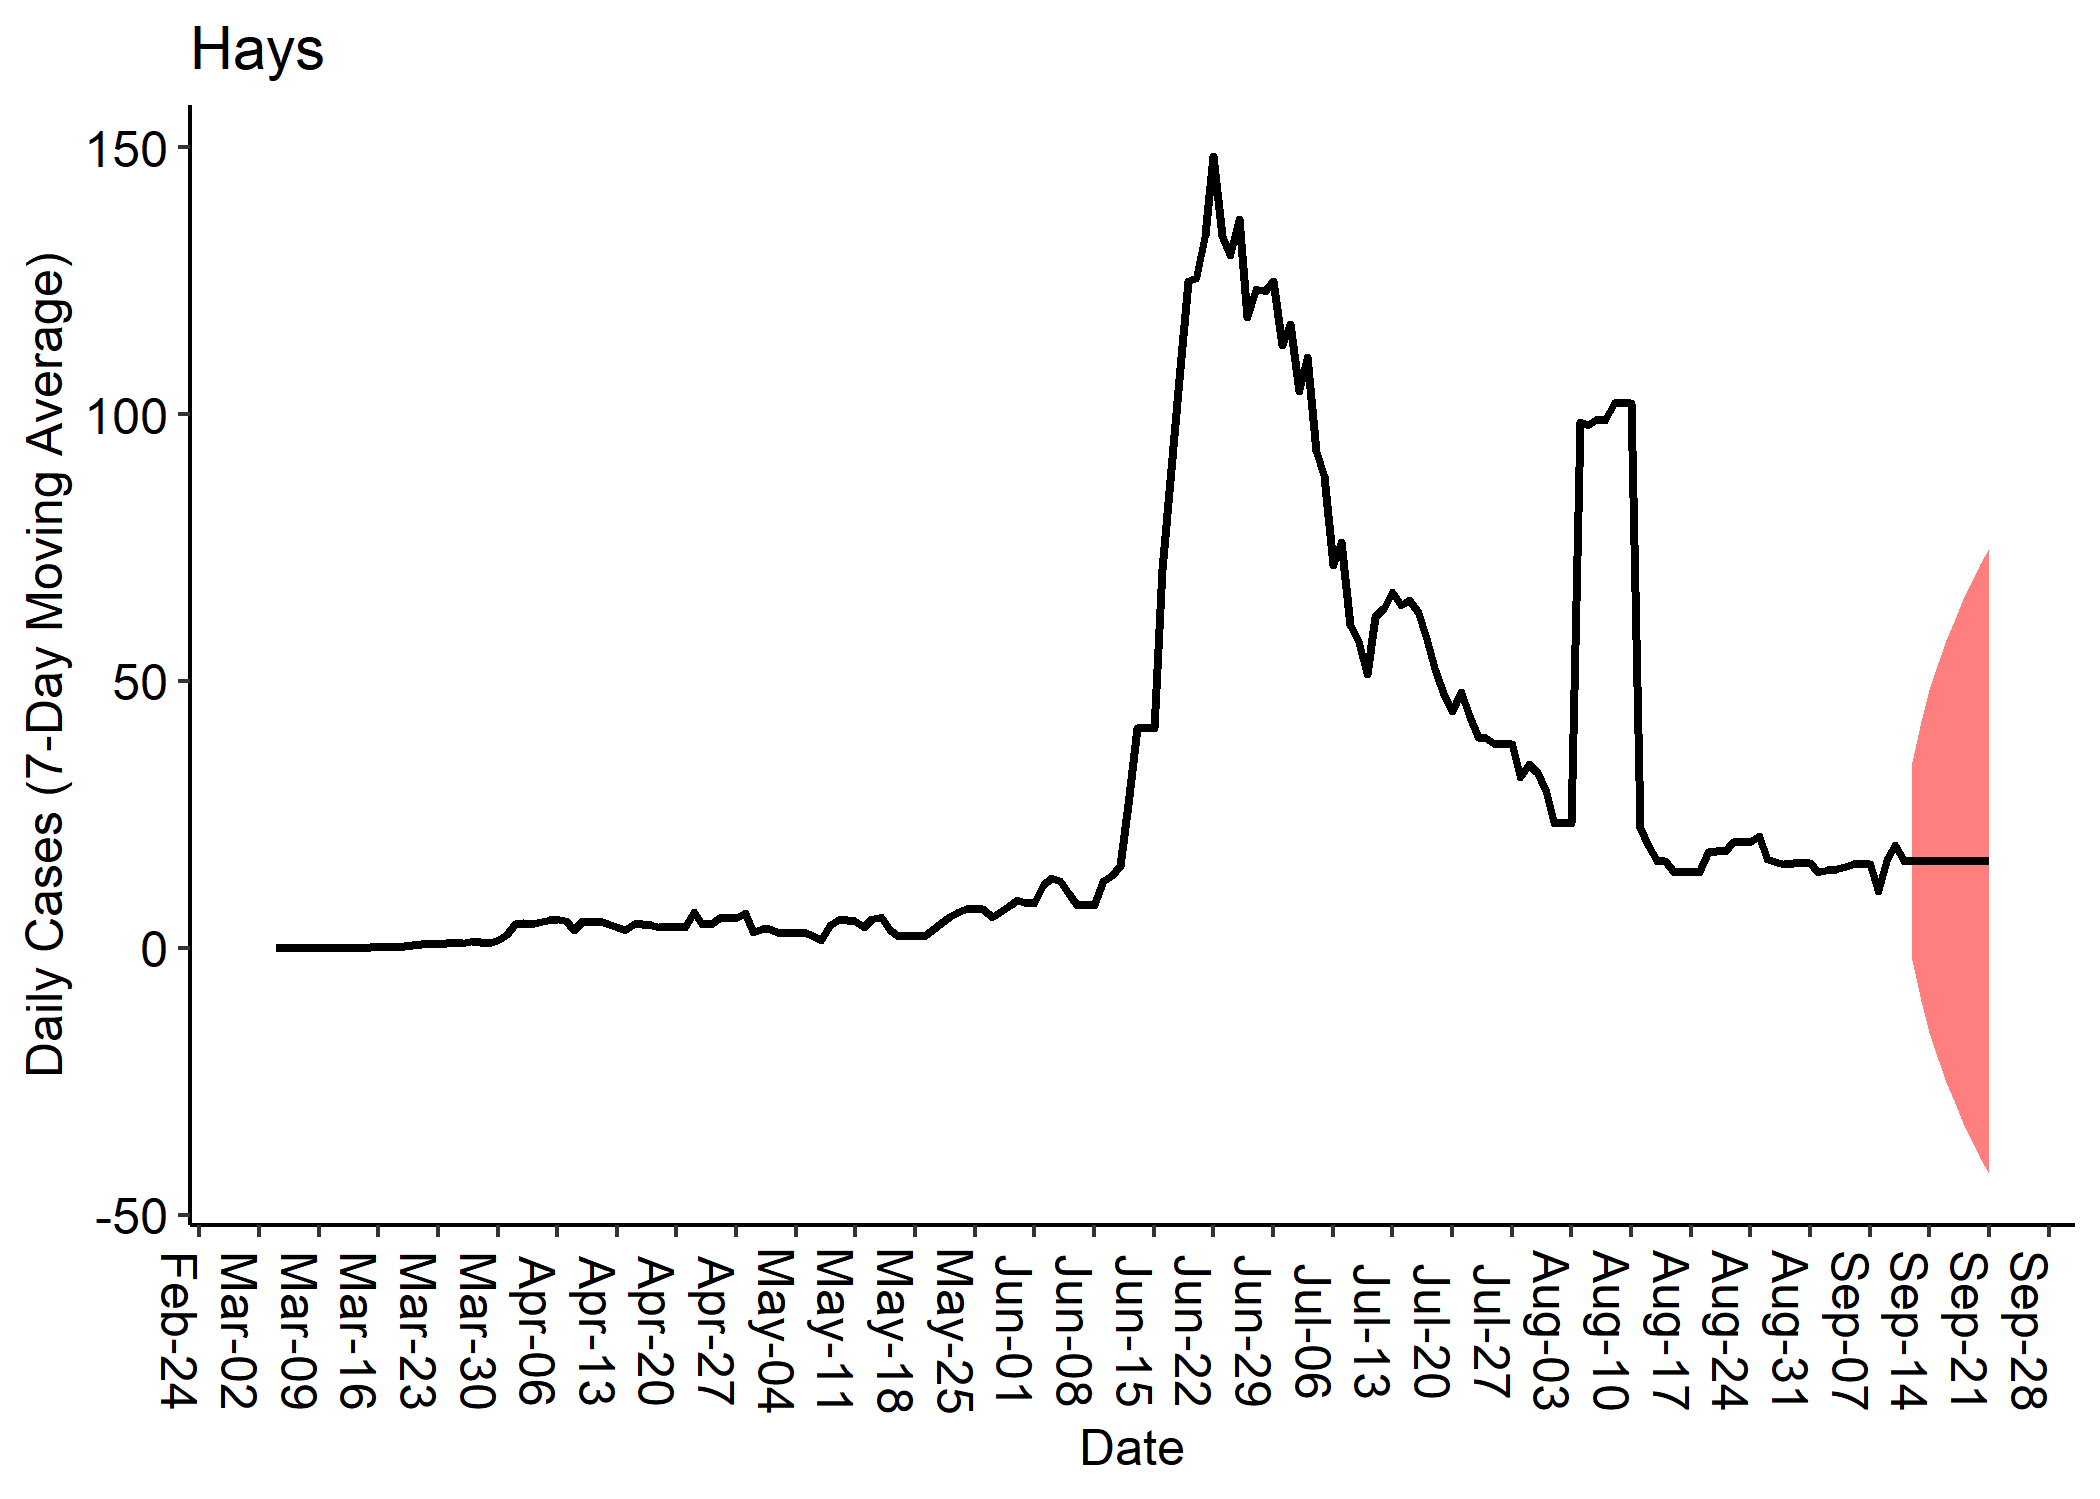 Hays
Daily Cases (7-Day Moving Average)
150
100
50
0
-50
Feb-24
Mar-02
Mar-09
Mar-16
Mar-23
Mar-30
Apr-06
Apr-13
Apr-20
Apr-27
May-04
May-11
May-18
May-25
Jun-01
Jun-08
Jun-15
Jun-22
Jun-29
Jul-06
Jul-13
Jul-20
Jul-27
Aug-03
Aug-10
Aug-17
Aug-24
Aug-31
Sep-07
Sep-14
Sep-21
Sep-28
Date